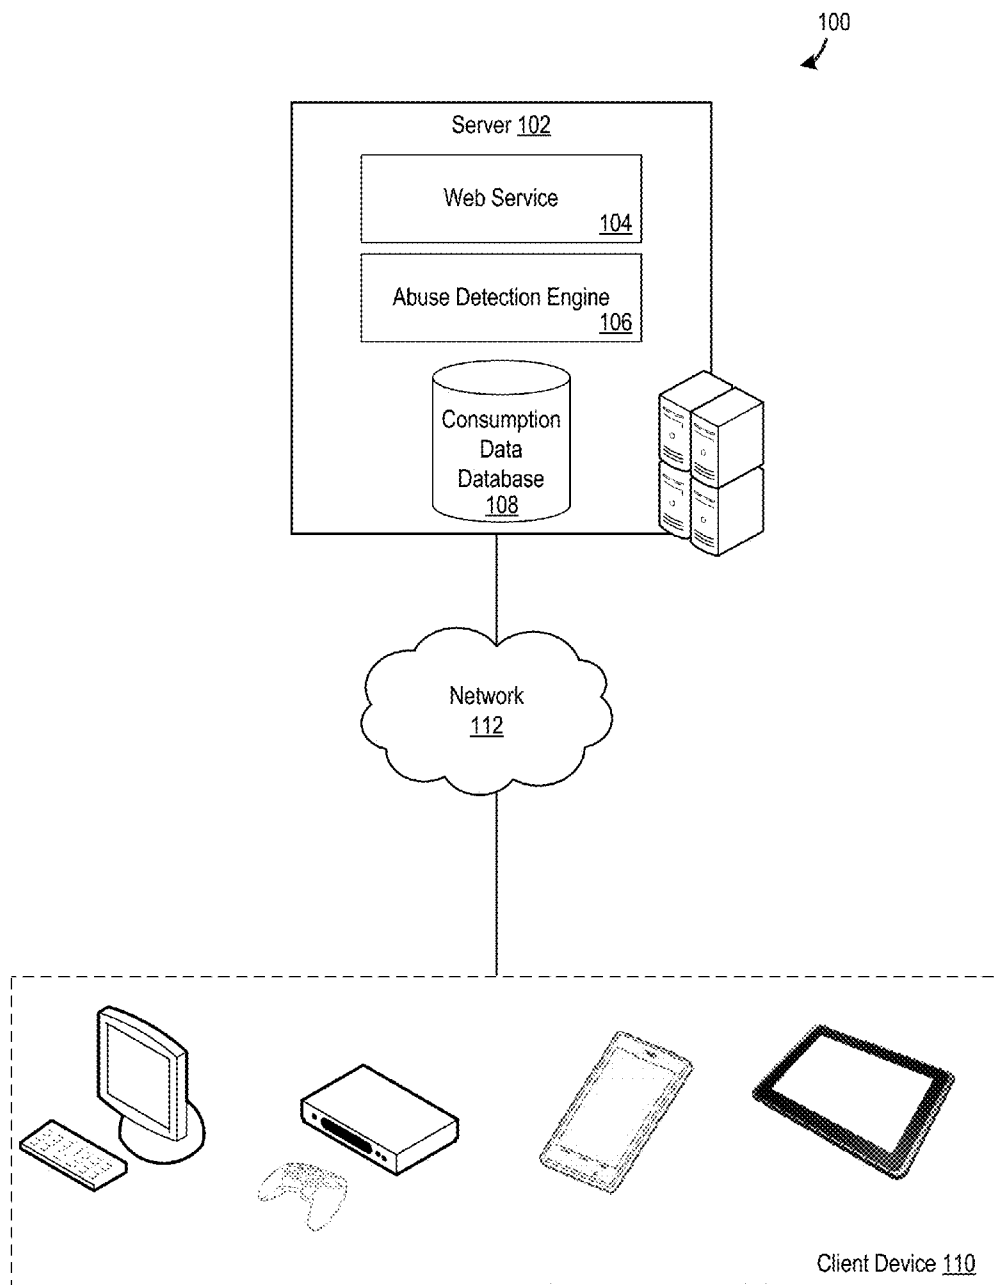 100
Server 102
Web Service
104
Abuse Detection Engine
106
Consumption
Data
Database
108
Network
112
Client Device 110